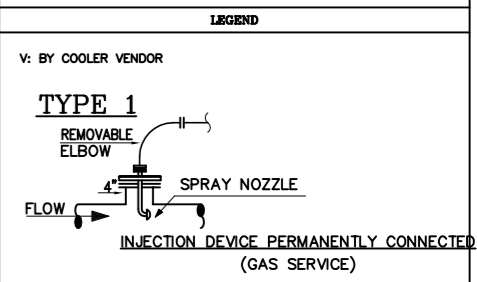 LEGEND
V: BY COOLER VENDOR
TYPE 1
REMOVABLE
ELBOW
4"
SPRAY NOZZLE
FLOW
INJECTION DEVICE PERMANENTLY CONNECTED
(GAS SERVICE)